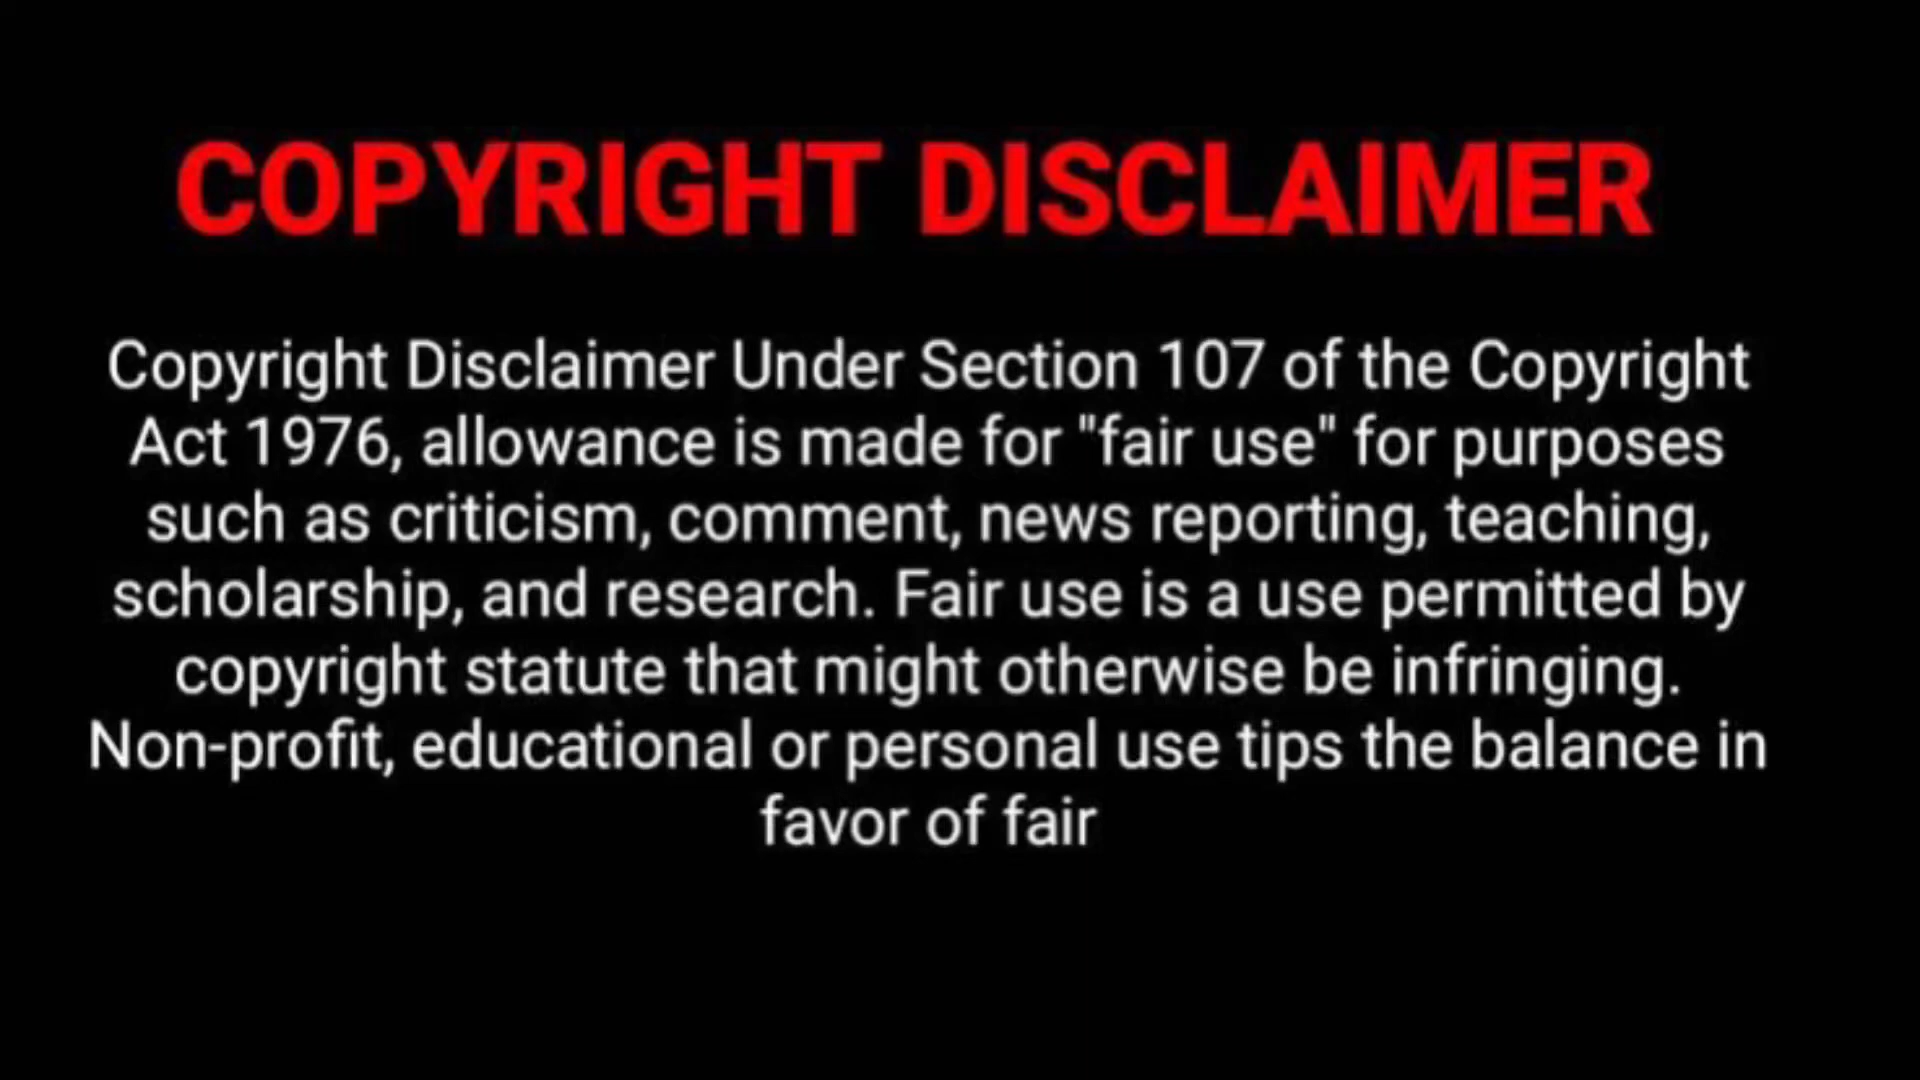 COPYRIGHT DISCLAIMER
Copyright Disclaimer Under Section 107 of the Copyright
Act 1976, allowance is made for "fair use" for purposes
such as criticism, comment, news reporting, teaching,
scholarship, and research. Fair use is a use permitted by
copyright statute that might otherwise be infringing.
Non-profit, educational or personal use tips the balance in
favor of fair